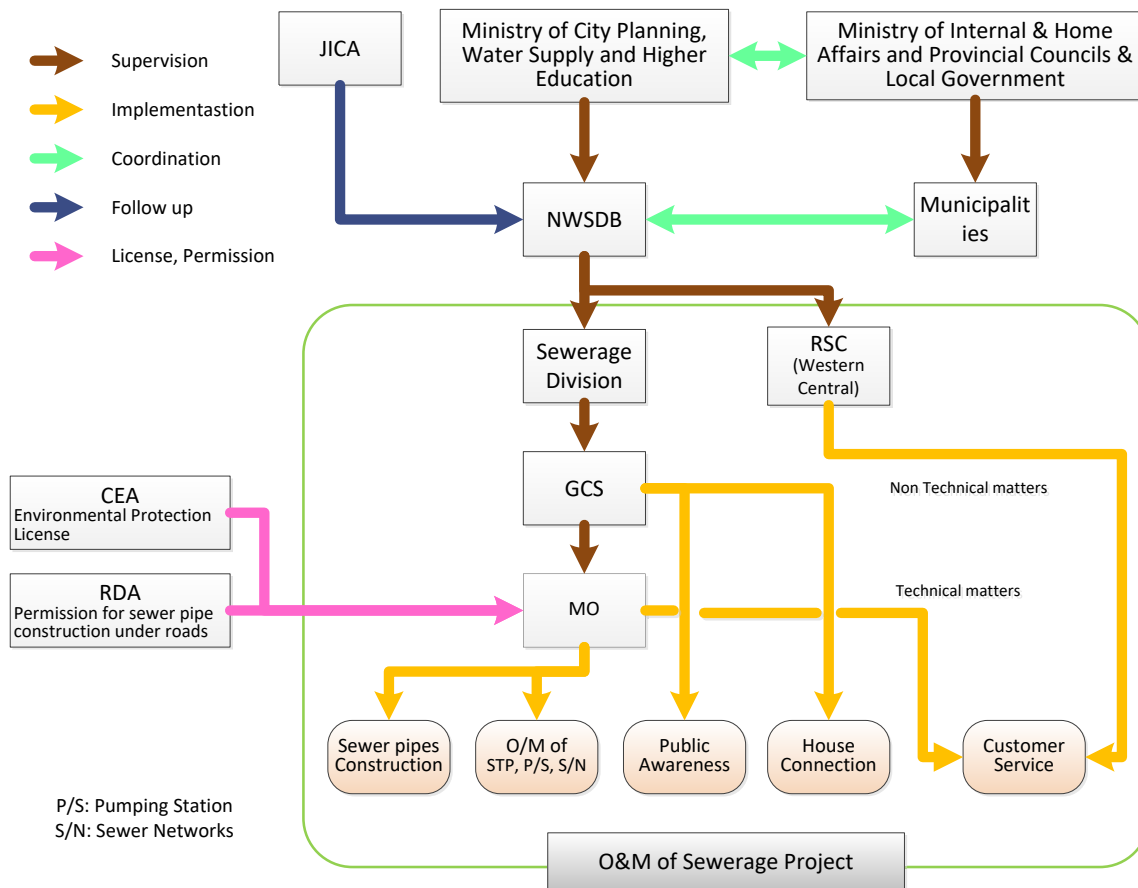 Supervision
Implementastion
Coordination
Follow up
License, Permission
JICA
Ministry of City Planning,
Water Supply and Higher
Education
Ministry of Internal & Home
Affairs and Provincial Councils &
Local Government
NWSDB
Municipalit
ies
Sewerage
Division
RSC
(Western
Central)
GCS
Non Technical matters
CEA
Environmental Protection
License
RDA
Permission for sewer pipe
construction under roads
MO
Technical matters
Sewer pipes
Construction
O/M of
STP, P/S, S/N
Public
Awareness
House
Connection
Customer
Service
P/S: Pumping Station
S/N: Sewer Networks
O&M of Sewerage Project